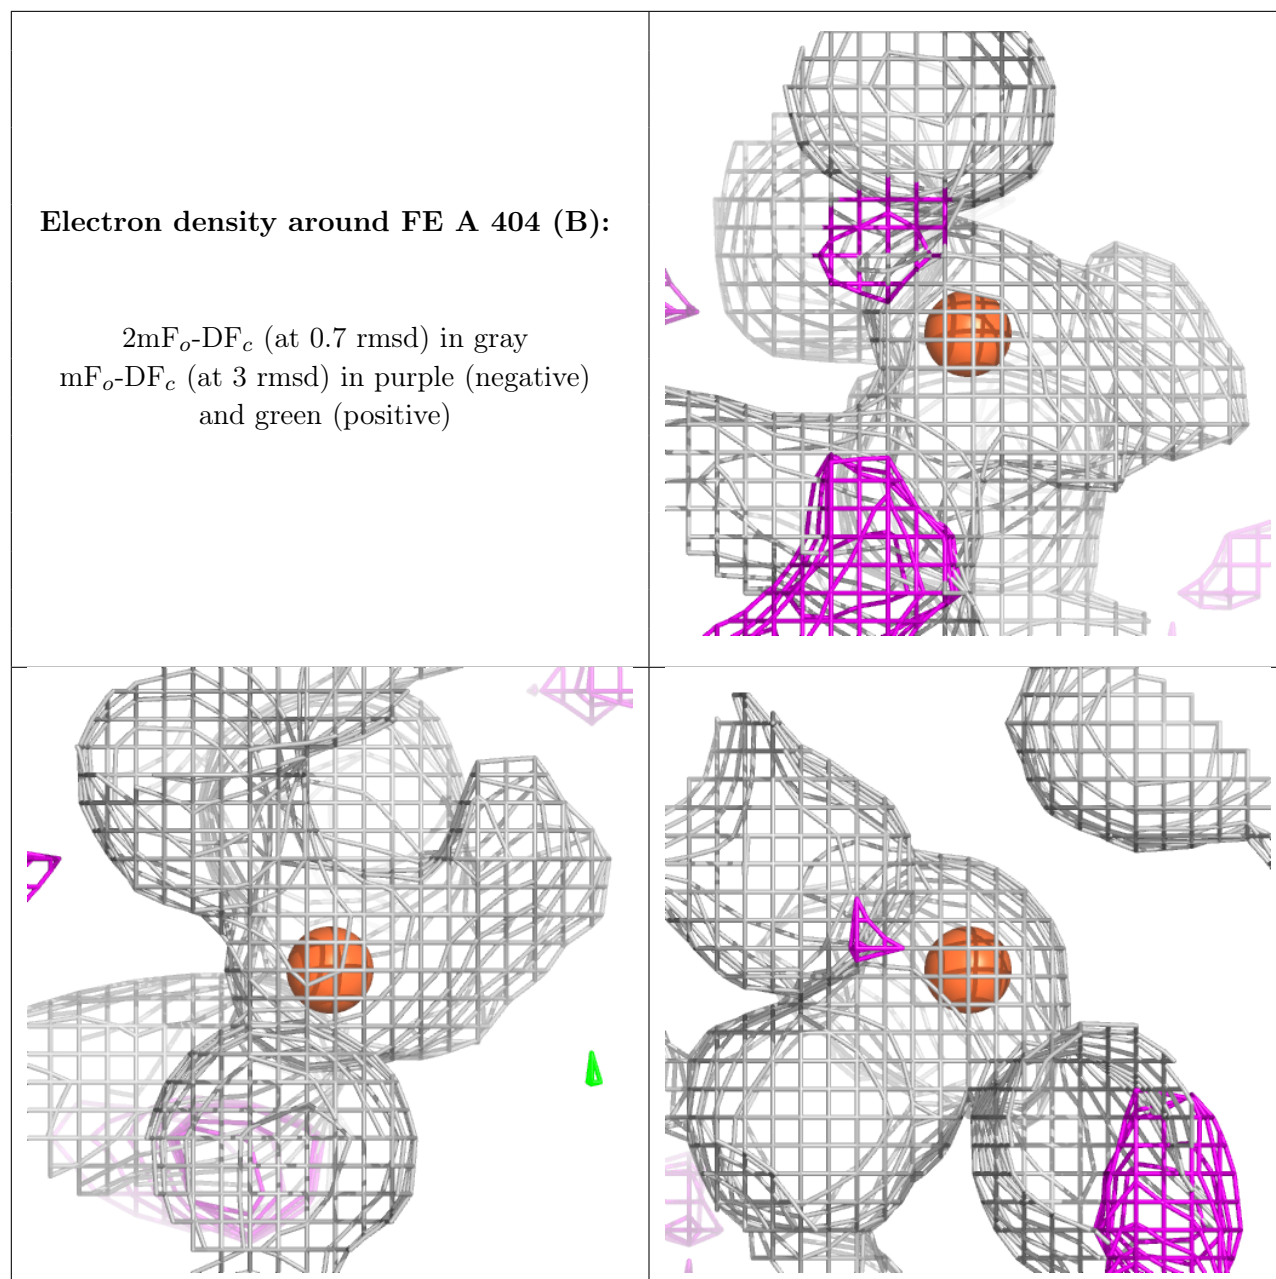 Electron density around FE A 404 (B):
2mFo-DFc (at 0.7 rmsd) in gray
mFo-DFc (at 3 rmsd) in purple (negative)
and green (positive)